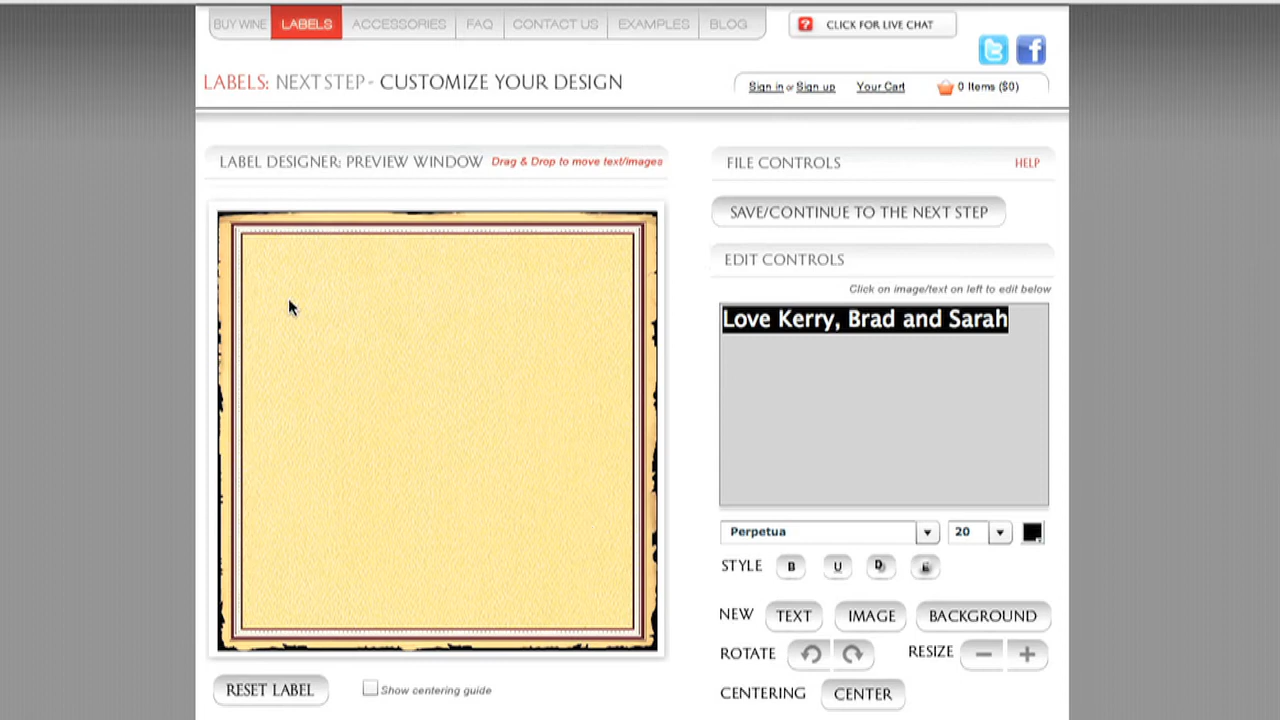 BUY WINE LABELS ACCESSORIES FAQ CONTACT US EXAMPLES BLOG
? CLICK FOR LIVE CHAT
t f
LABELS: NEXT STEP - CUSTOMIZE YOUR DESIGN
Sign in or Sign up Your Cart 0 Items ($0)
LABEL DESIGNER: PREVIEW WINDOW Drag & Drop to move text/images
FILE CONTROLS HELP
SAVE/CONTINUE TO THE NEXT STEP
EDIT CONTROLS
Click on image/text on left to edit below
Love Kerry, Brad and Sarah
Perpetua 20
STYLE B U D E
NEW TEXT IMAGE BACKGROUND
ROTATE RESIZE − +
CENTERING CENTER
RESET LABEL Show centering guide